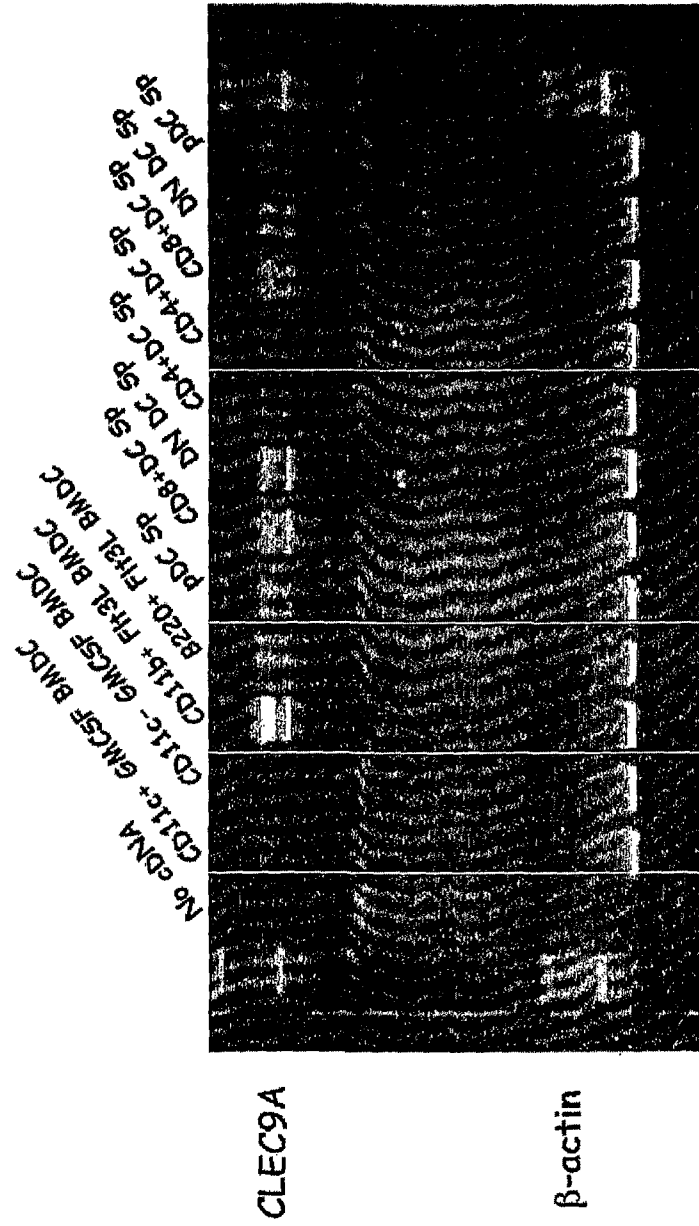 No cDNA
CD11c+ GMCSF BMDC
CD11c- GMCSF BMDC
CD11b+ Flt3L BMDC
B220+ Flt3L BMDC
pDC Sp
CD8+DC Sp
DN DC Sp
CD4+DC Sp
CD4+DC Sp
CD8+DC Sp
DN DC Sp
pDC Sp
CLEC9A
β-actin